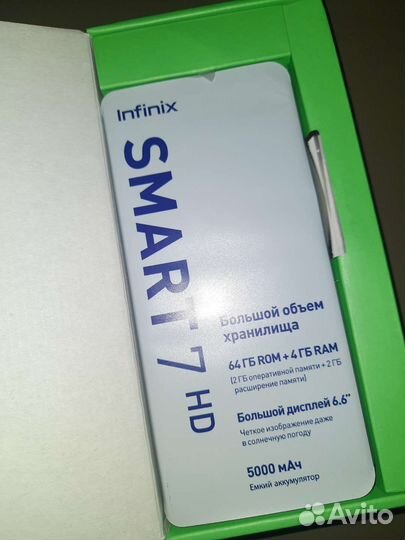 Infinix
SMART 7 HD
Большой объем
хранилища
64 ГБ ROM + 4 ГБ RAM
(2 ГБ оперативной памяти + 2 ГБ
расширение памяти)
Большой дисплей 6.6"
Четкое изображение даже
в солнечную погоду
5000 мАч
Емкий аккумулятор
Avito